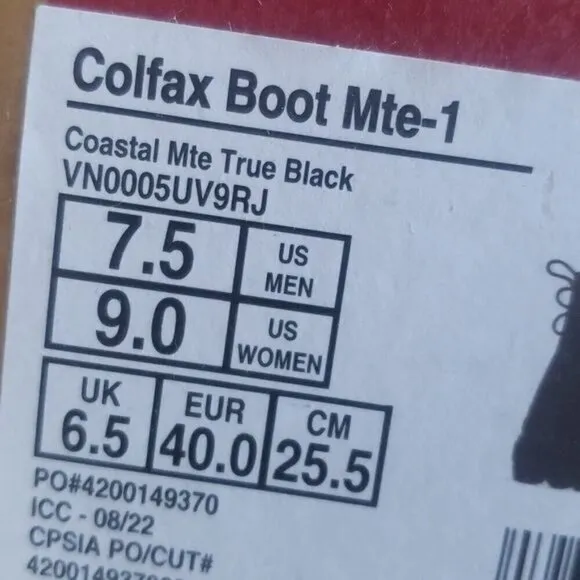 Colfax Boot Mte-1
Coastal Mte True Black
VN0005UV9RJ
7.5 US MEN
9.0 US WOMEN
UK EUR CM
6.5 40.0 25.5
PO#4200149370
ICC - 08/22
CPSIA PO/CUT#